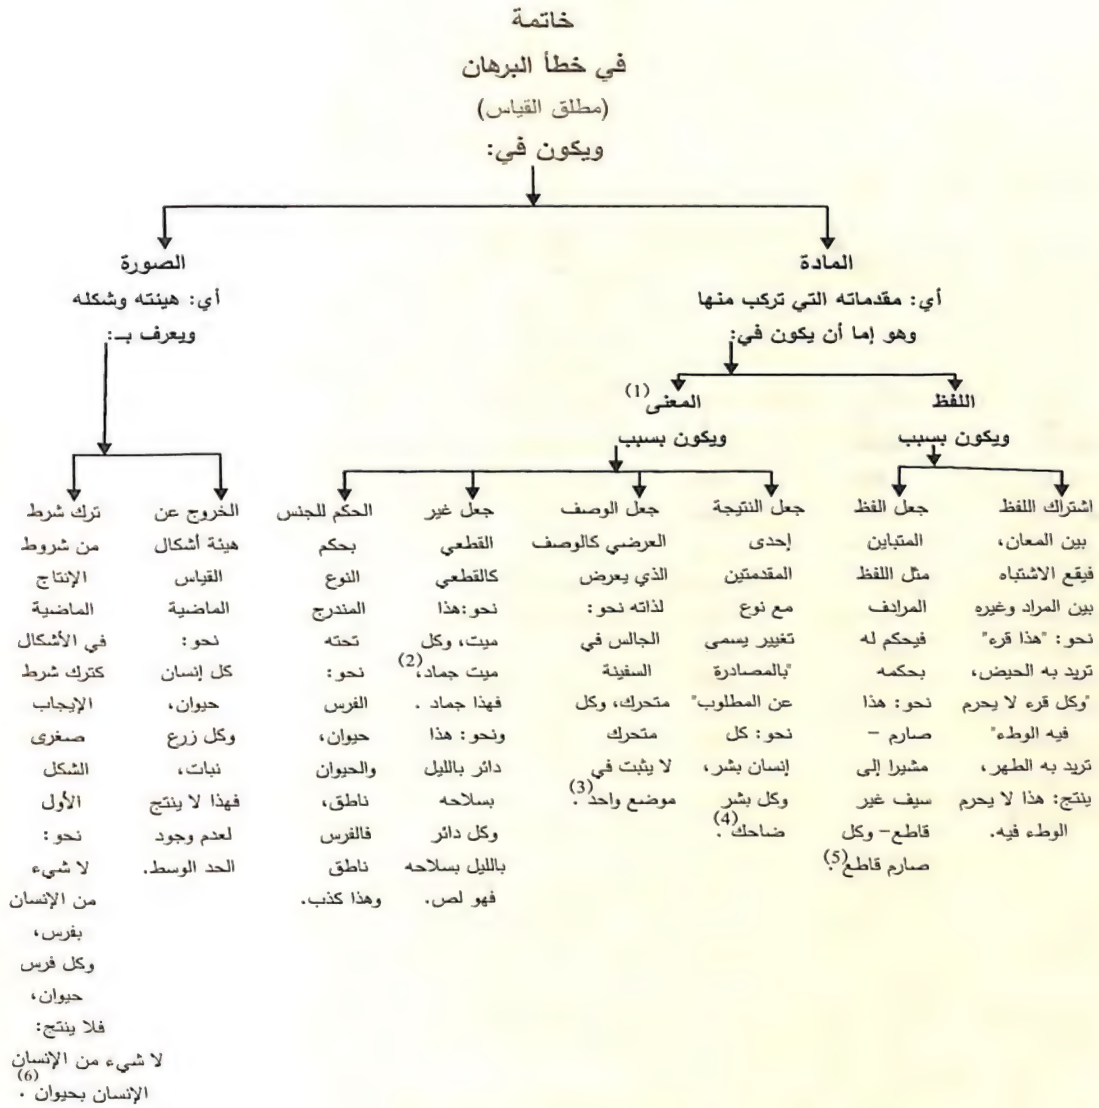 خاتمة
في خطأ البرهان
(مطلق القياس)
ويكون في:
المادة
أي: مقدماته التي تركب منها
وهو إما أن يكون في:
اللفظ
ويكون بسبب
اشتراك اللفظ
بين المعان،
فيقع الاشتباه
بين المراد وغيره
نحو: "هذا قرء"
تريد به الحيض،
"وكل قرء لا يحرم
فيه الوطء"
تريد به الطهر،
ينتج: هذا لا يحرم
الوطء فيه.
جعل الفظ
المتباين
مثل اللفظ
المرادف
فيحكم له
بحكمه
نحو: هذا
صارم –
مشيرا إلى
سيف غير
قاطع– وكل
صارم قاطع(5).
المعنى(1)
ويكون بسبب
جعل النتيجة
إحدى
المقدمتين
مع نوع
تغيير يسمى
"بالمصادرة
عن المطلوب"
نحو: كل
إنسان بشر،
وكل بشر
ضاحك(4).
جعل الوصف
العرضي كالوصف
الذي يعرض
لذاته نحو:
الجالس في
السفينة
متحرك، وكل
متحرك
لا يثبت في
موضع واحد(3).
جعل غير
القطعي
كالقطعي
نحو:هذا
ميت، وكل
ميت جماد،(2)
فهذا جماد .
ونحو: هذا
دائر بالليل
بسلاحه
وكل دائر
بالليل بسلاحه
فهو لص.
الحكم للجنس
بحكم
النوع
المندرج
تحته
نحو:
الفرس
حيوان،
والحيوان
ناطق،
فالفرس
ناطق
وهذا كذب.
الصورة
أي: هيئته وشكله
ويعرف بـ:
الخروج عن
هيئة أشكال
القياس
الماضية
نحو:
كل إنسان
حيوان،
وكل زرع
نبات،
فهذا لا ينتج
لعدم وجود
الحد الوسط.
ترك شرط
من شروط
الإنتاج
الماضية
في الأشكال
كترك شرط
الإيجاب
صغرى
الشكل
الأول
نحو:
لا شيء
من الإنسان
بفرس،
وكل فرس
حيوان،
فلا ينتج:
لا شيء من الإنسان
الإنسان بحيوان(6) .